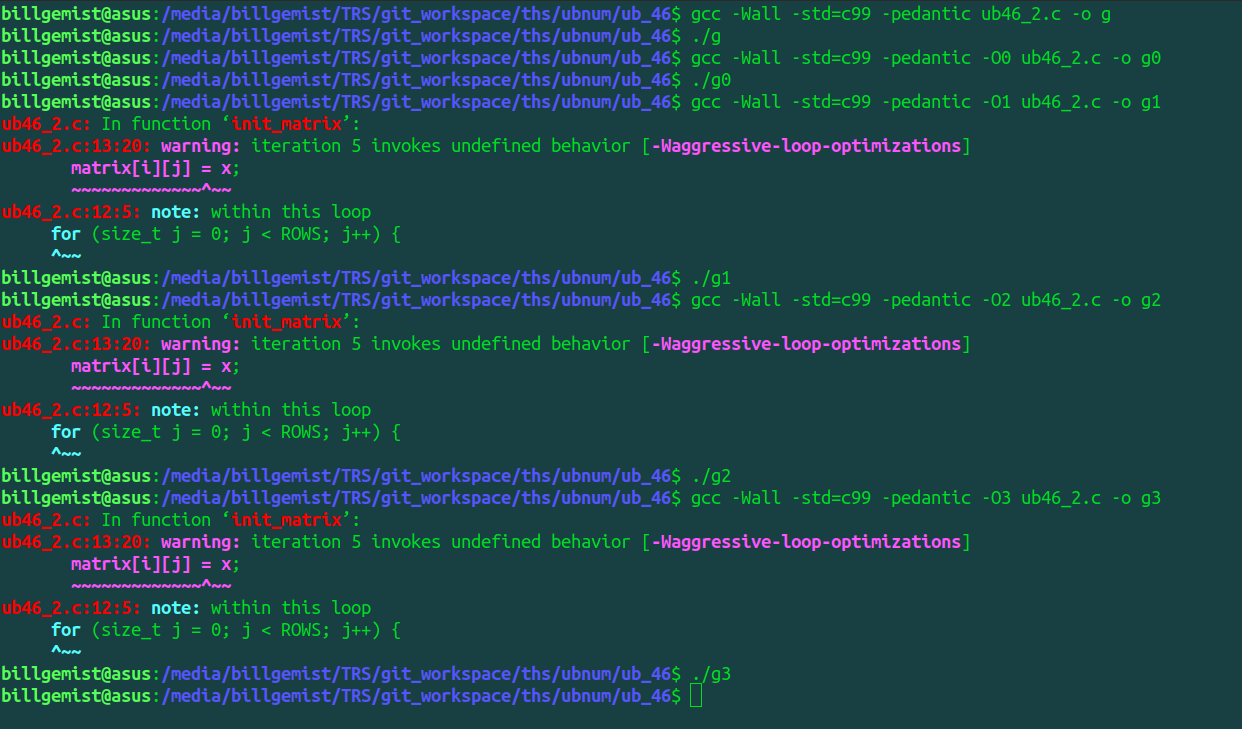 billgemist@asus:/media/billgemist/TRS/git_workspace/ths/ubnum/ub_46$ gcc -Wall -std=c99 -pedantic ub46_2.c -o g
billgemist@asus:/media/billgemist/TRS/git_workspace/ths/ubnum/ub_46$ ./g
billgemist@asus:/media/billgemist/TRS/git_workspace/ths/ubnum/ub_46$ gcc -Wall -std=c99 -pedantic -O0 ub46_2.c -o g0
billgemist@asus:/media/billgemist/TRS/git_workspace/ths/ubnum/ub_46$ ./g0
billgemist@asus:/media/billgemist/TRS/git_workspace/ths/ubnum/ub_46$ gcc -Wall -std=c99 -pedantic -O1 ub46_2.c -o g1
ub46_2.c: In function ‘init_matrix’:
ub46_2.c:13:20: warning: iteration 5 invokes undefined behavior [-Waggressive-loop-optimizations]
       matrix[i][j] = x;
       ~~~~~~~~~~~~~^~~
ub46_2.c:12:5: note: within this loop
     for (size_t j = 0; j < ROWS; j++) {
     ^~~
billgemist@asus:/media/billgemist/TRS/git_workspace/ths/ubnum/ub_46$ ./g1
billgemist@asus:/media/billgemist/TRS/git_workspace/ths/ubnum/ub_46$ gcc -Wall -std=c99 -pedantic -O2 ub46_2.c -o g2
ub46_2.c: In function ‘init_matrix’:
ub46_2.c:13:20: warning: iteration 5 invokes undefined behavior [-Waggressive-loop-optimizations]
       matrix[i][j] = x;
       ~~~~~~~~~~~~~^~~
ub46_2.c:12:5: note: within this loop
     for (size_t j = 0; j < ROWS; j++) {
     ^~~
billgemist@asus:/media/billgemist/TRS/git_workspace/ths/ubnum/ub_46$ ./g2
billgemist@asus:/media/billgemist/TRS/git_workspace/ths/ubnum/ub_46$ gcc -Wall -std=c99 -pedantic -O3 ub46_2.c -o g3
ub46_2.c: In function ‘init_matrix’:
ub46_2.c:13:20: warning: iteration 5 invokes undefined behavior [-Waggressive-loop-optimizations]
       matrix[i][j] = x;
       ~~~~~~~~~~~~~^~~
ub46_2.c:12:5: note: within this loop
     for (size_t j = 0; j < ROWS; j++) {
     ^~~
billgemist@asus:/media/billgemist/TRS/git_workspace/ths/ubnum/ub_46$ ./g3
billgemist@asus:/media/billgemist/TRS/git_workspace/ths/ubnum/ub_46$